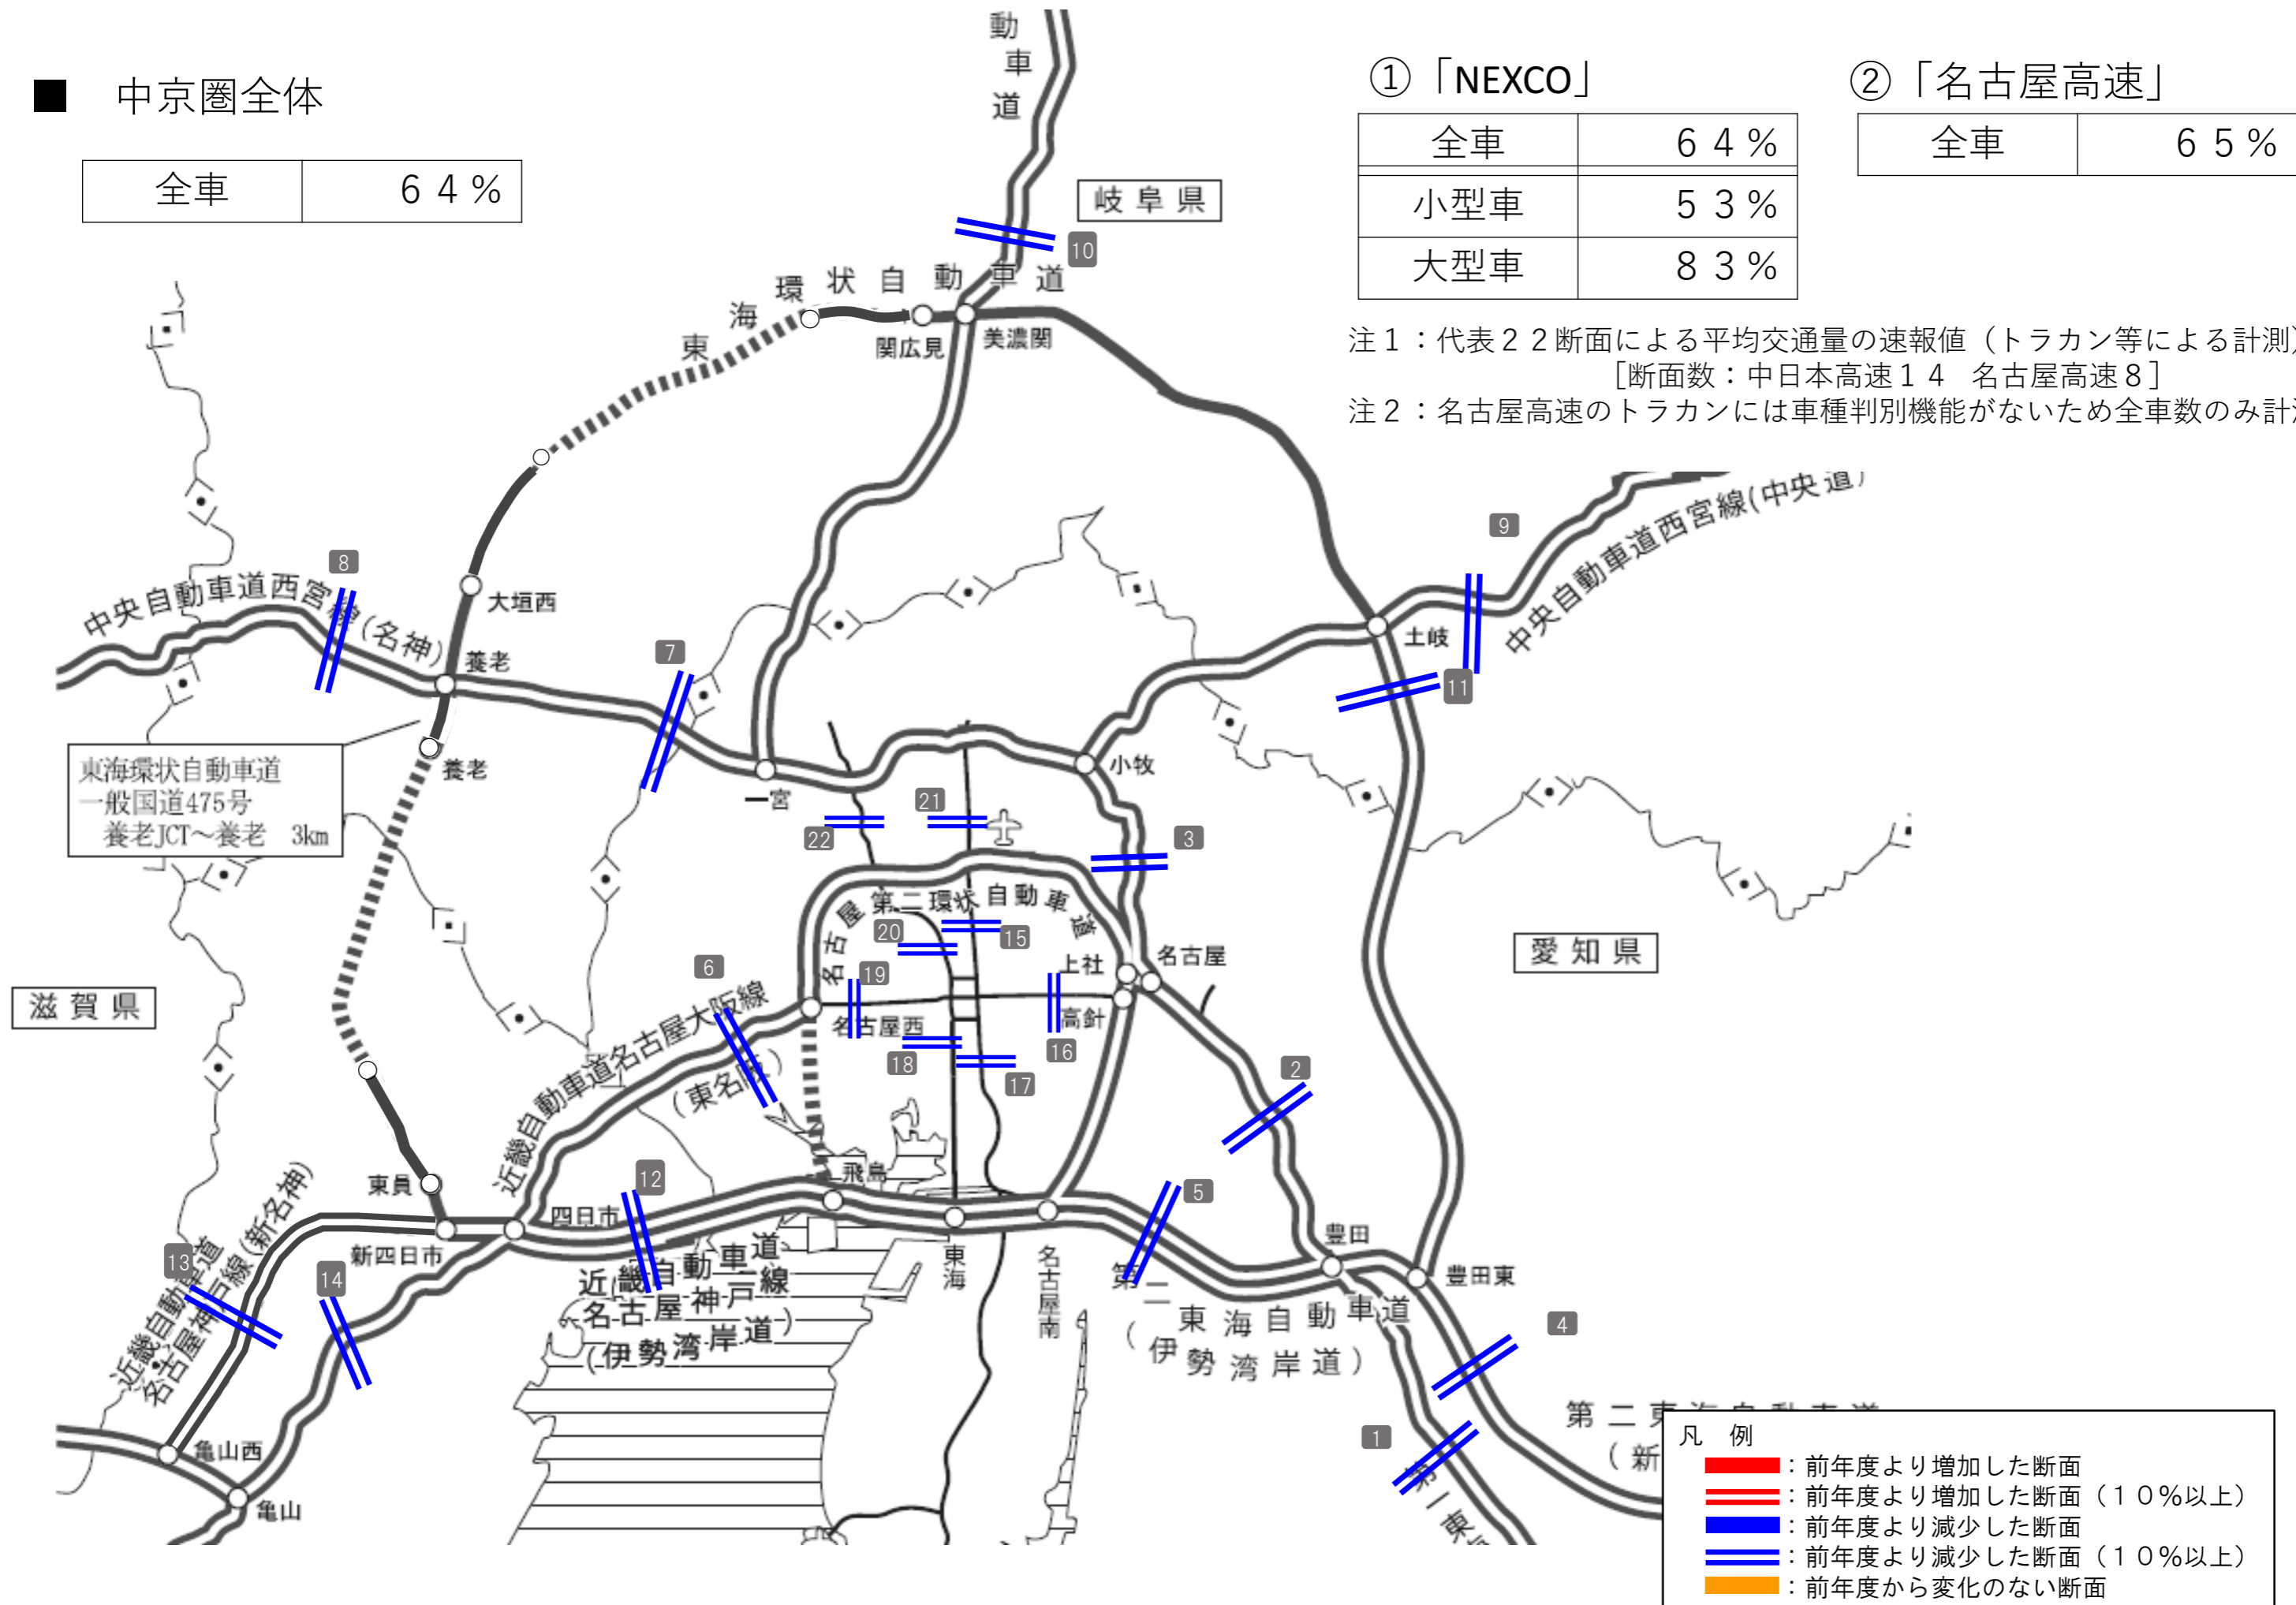 ■ 中京圏全体
全車 64%
①「NEXCO」
全車 64%
小型車 53%
大型車 83%
②「名古屋高速」
全車 65%
注1：代表22断面による平均交通量の速報値（トラカン等による計測）
［断面数：中日本高速14 名古屋高速8］
注2：名古屋高速のトラカンには車種判別機能がないため全車数のみ計
動車道
岐阜県
10
東海環状自動車道
関広見
美濃関
9
中央自動車道西宮線(中央道)
8
中央自動車道西宮線(名神)
大垣西
養老
7
土岐
11
東海環状自動車道
一般国道475号
養老JCT～養老 3km
養老
一宮
小牧
22
21
3
名古屋第二環状自動車道
20
15
19
上社
名古屋
愛知県
滋賀県
6
近畿自動車道名古屋大阪線
(東名阪)
名古屋西
高針
18
16
17
2
東員
飛島
12
5
四日市
新四日市
豊田
豊田東
13
14
近畿自動車道
名古屋神戸線(新名神)
近畿自動車道
名古屋神戸線
(伊勢湾岸道)
東海
名古屋南
第二東海自動車道
(伊勢湾岸道)
4
1
亀山西
亀山
第二東海自動車道
(新
第一東
凡 例
：前年度より増加した断面
：前年度より増加した断面（10％以上）
：前年度より減少した断面
：前年度より減少した断面（10％以上）
：前年度から変化のない断面